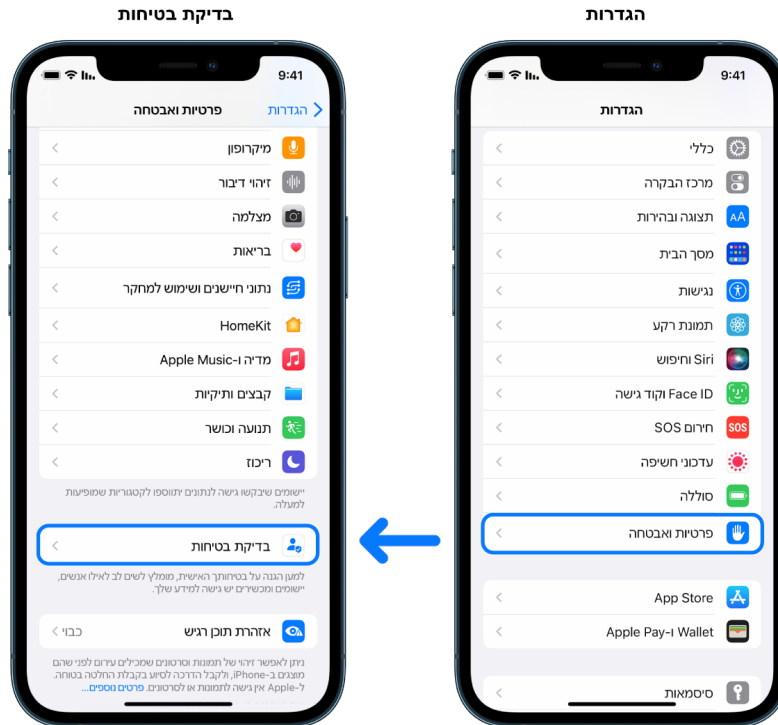 הגדרות
9:41
הגדרות
כללי
מרכז הבקרה
תצוגה ובהירות
מסך הבית
נגישות
תמונת רקע
Siri וחיפוש
Face ID וקוד גישה
חירום SOS
עדכוני חשיפה
סוללה
פרטיות ואבטחה
App Store
Wallet ו-Apple Pay
סיסמאות
בדיקת בטיחות
9:41
הגדרות
פרטיות ואבטחה
מיקרופון
זיהוי דיבור
מצלמה
בריאות
נתוני חיישנים ושימוש למחקר
HomeKit
מדיה ו-Apple Music
קבצים ותיקיות
תנועה וכושר
ריכוז
יישומים שיבקשו גישה לנתונים יתווספו לקטגוריות שמופיעות
למעלה.
בדיקת בטיחות
למען הגנה על בטיחותך האישית, מומלץ לשים לב לאילו אנשים,
יישומים ומכשירים יש גישה למידע שלך.
אזהרת תוכן רגיש
כבוי
ניתן לאפשר זיהוי של תמונות וסרטונים שמכילים עירום לפני שהם
מוצגים ב-iPhone, ולקבל הדרכה לסיוע בקבלת החלטה בטוחה.
ל-Apple אין גישה לתמונות או לסרטונים. פרטים נוספים...